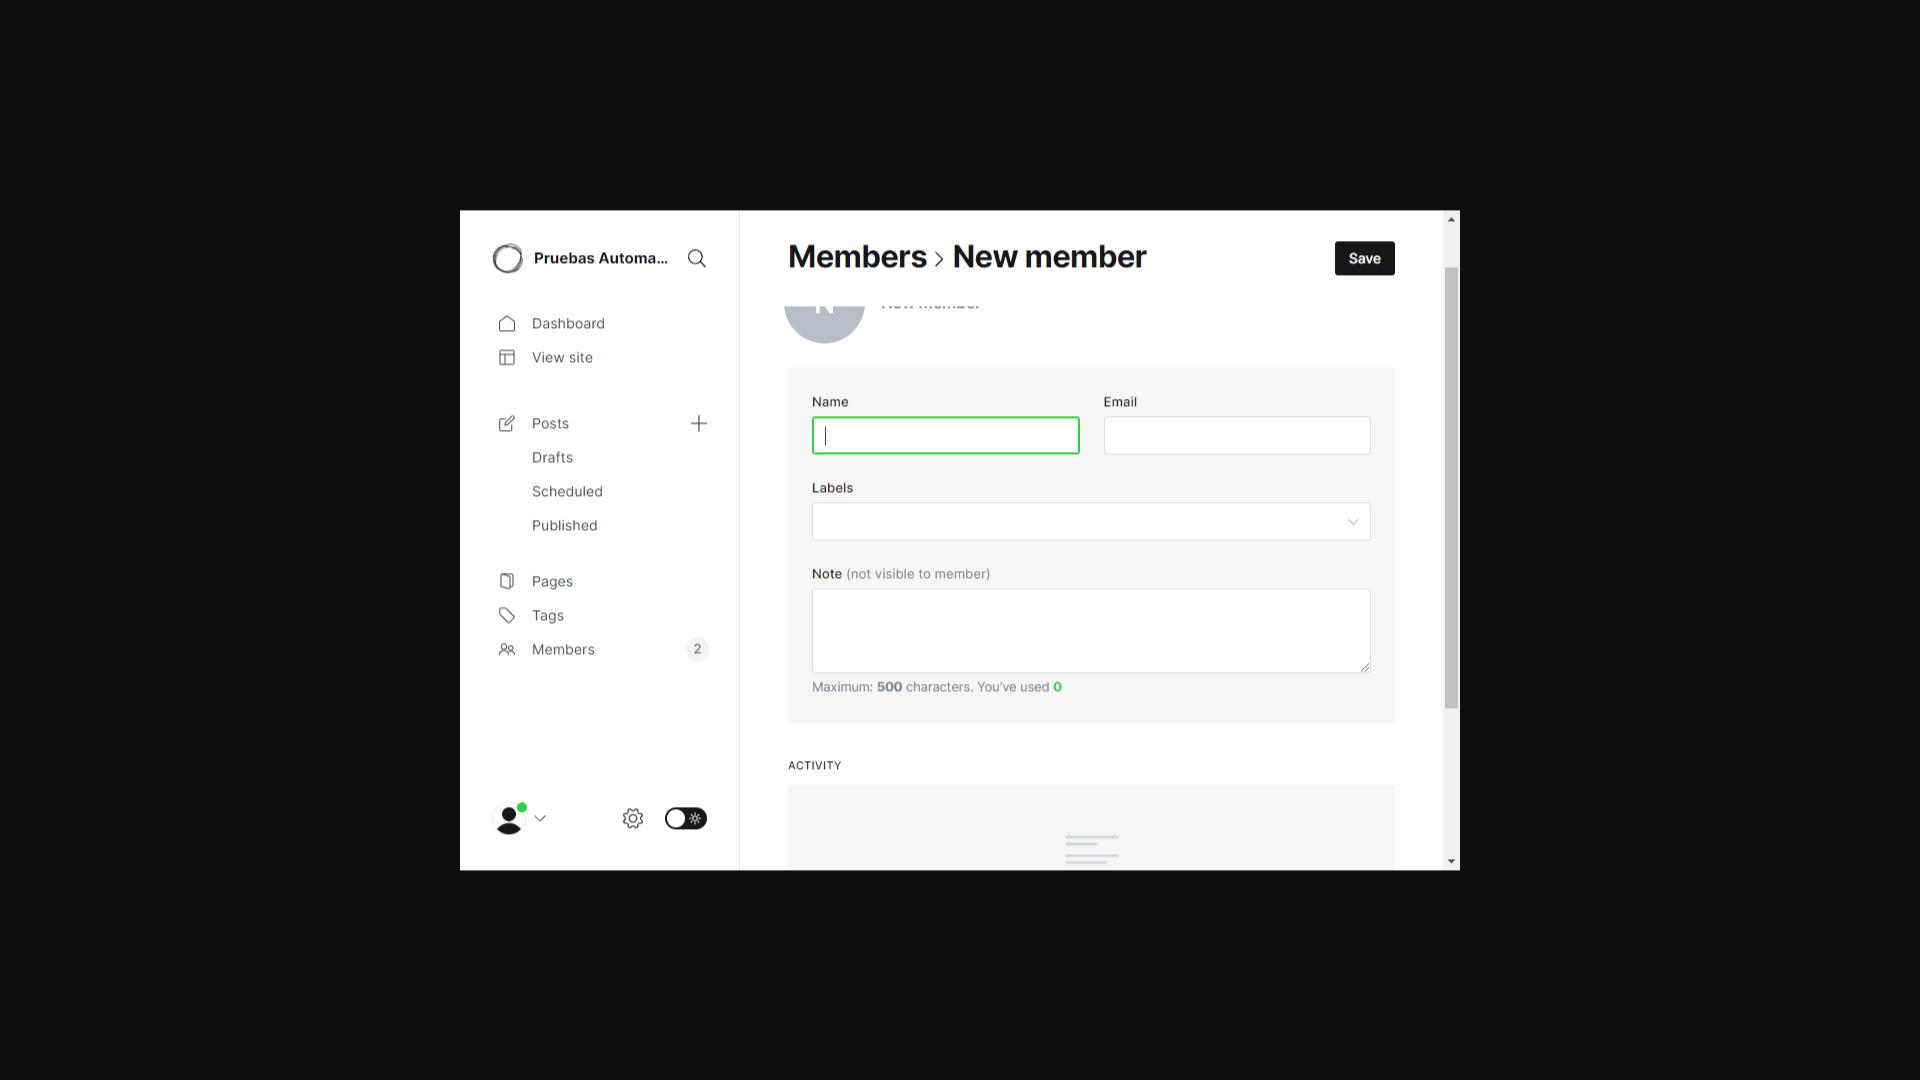 Pruebas Automa...
Dashboard
View site
Posts
Drafts
Scheduled
Published
Pages
Tags
Members 2
Members > New member
Save
Name
Email
Labels
Note (not visible to member)
Maximum: 500 characters. You've used 0
ACTIVITY